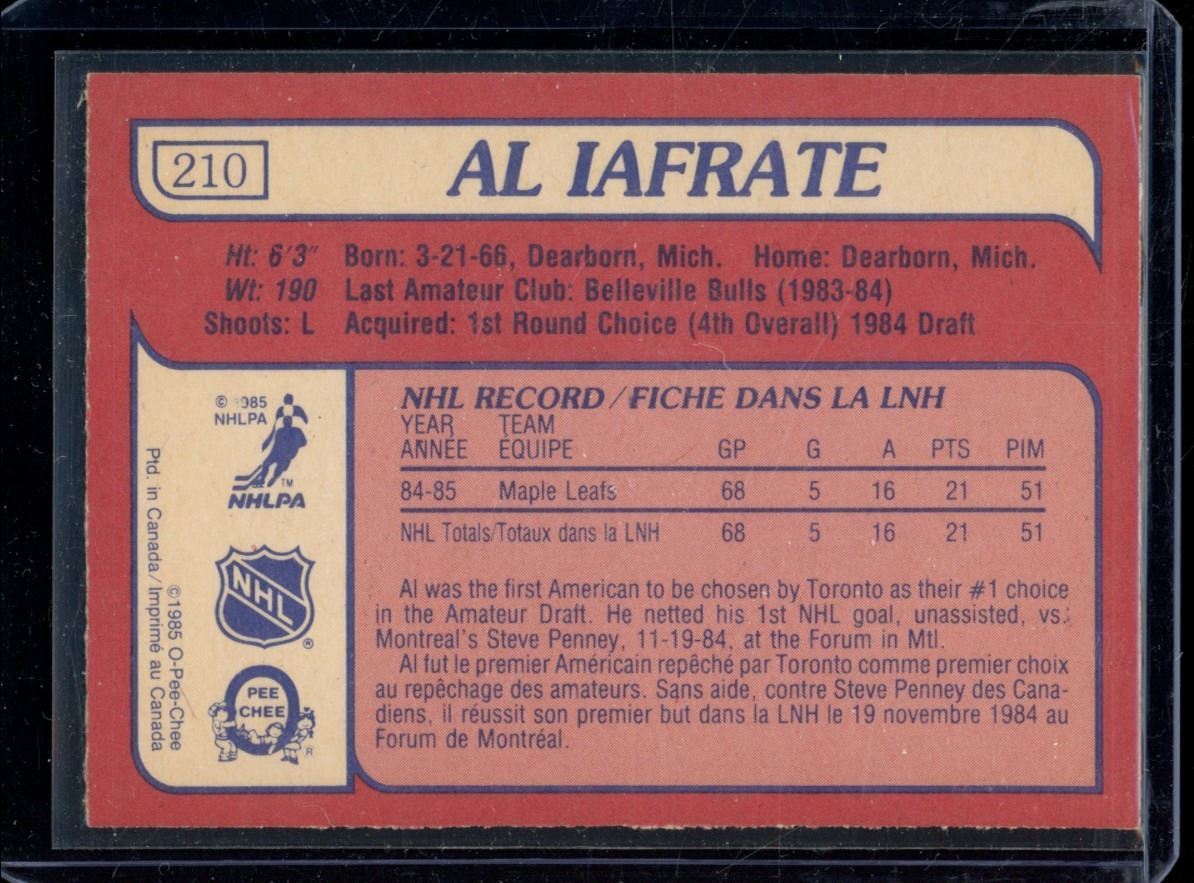 210
AL IAFRATE
Ht: 6'3" Born: 3-21-66, Dearborn, Mich. Home: Dearborn, Mich.
Wt: 190 Last Amateur Club: Belleville Bulls (1983-84)
Shoots: L Acquired: 1st Round Choice (4th Overall) 1984 Draft
© 985
NHLPA
TM
NHLPA
NHL
®
PEE
CHEE
®
©1985 O-Pee-Chee
Ptd. in Canada/Imprimé au Canada
NHL RECORD/FICHE DANS LA LNH
YEAR TEAM
ANNÉE ÉQUIPE GP G A PTS PIM
84-85 Maple Leafs 68 5 16 21 51
NHL Totals/Totaux dans la LNH 68 5 16 21 51
Al was the first American to be chosen by Toronto as their #1 choice
in the Amateur Draft. He netted his 1st NHL goal, unassisted, vs.
Montreal's Steve Penney, 11-19-84, at the Forum in Mtl.
Al fut le premier Américain repêché par Toronto comme premier choix
au repêchage des amateurs. Sans aide, contre Steve Penney des Cana-
diens, il réussit son premier but dans la LNH le 19 novembre 1984 au
Forum de Montréal.